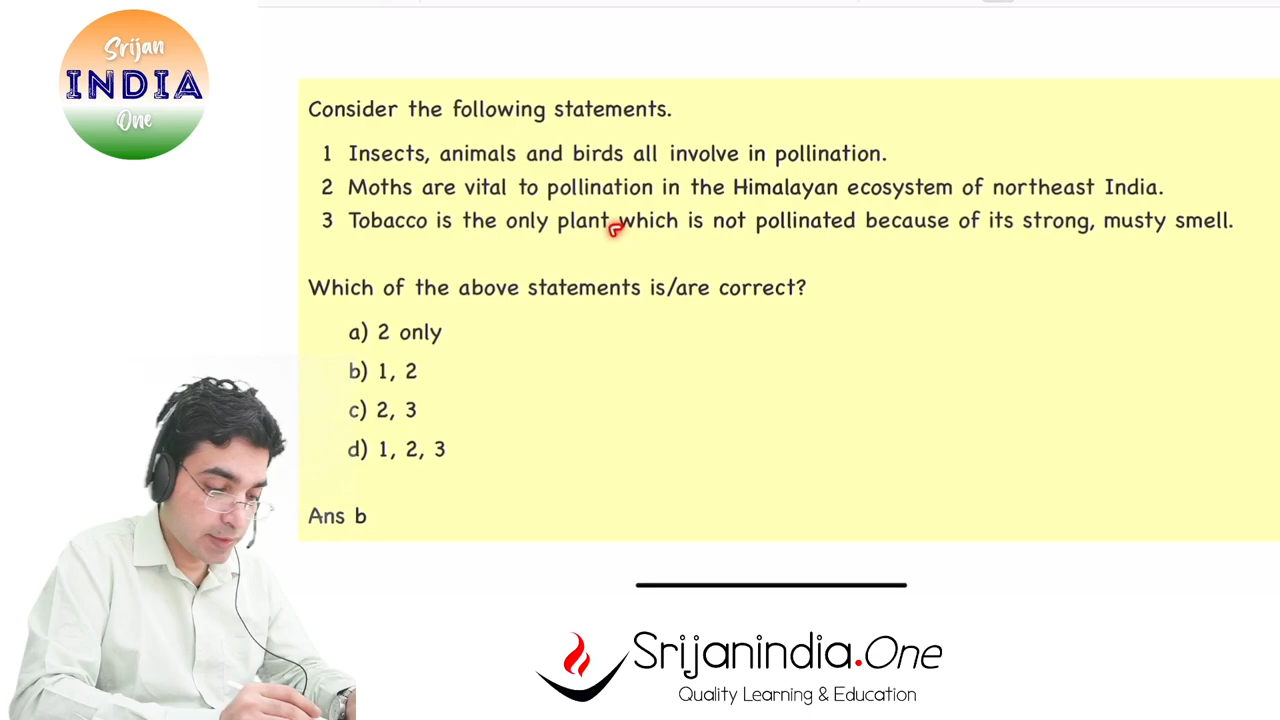 Srijan
INDIA
One
Consider the following statements.
1 Insects, animals and birds all involve in pollination.
2 Moths are vital to pollination in the Himalayan ecosystem of northeast India.
3 Tobacco is the only plant which is not pollinated because of its strong, musty smell.
Which of the above statements is/are correct?
a) 2 only
b) 1, 2
c) 2, 3
d) 1, 2, 3
Ans b
Srijanindia.One
Quality Learning & Education